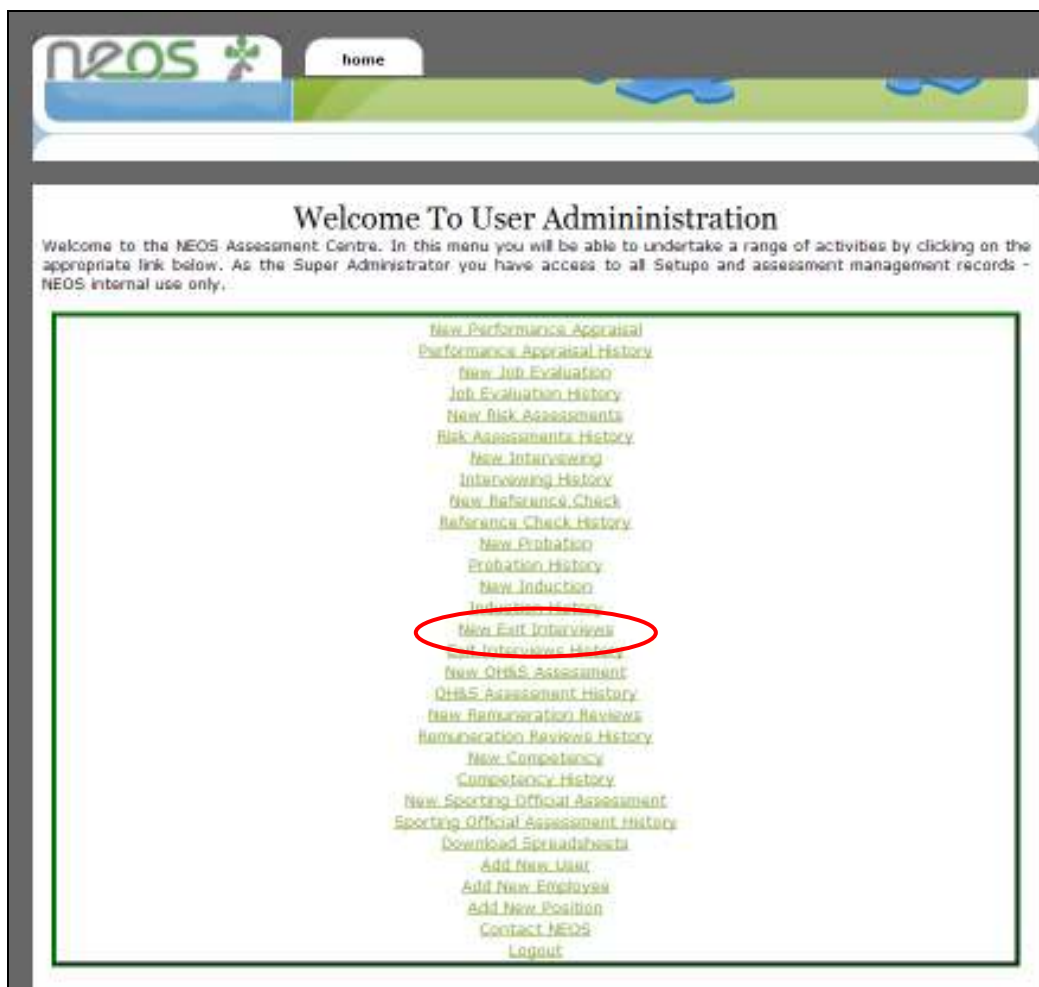 neos
home
Welcome To User Admininistration
Welcome to the NEOS Assessment Centre. In this menu you will be able to undertake a range of activities by clicking on the
appropriate link below. As the Super Administrator you have access to all Setupo and assessment management records -
NEOS internal use only.
New Performance Appraisal
Performance Appraisal History
New Job Evaluation
Job Evaluation History
New Risk Assessments
Risk Assessments History
New Intervewing
Intervewing History
New Reference Check
Reference Check History
New Probation
Probation History
New Induction
Induction History
New Exit Interviews
Exit Interviews History
New OH&S Assessment
OH&S Assessment History
New Remuneration Reviews
Remuneration Reviews History
New Competency
Competency History
New Sporting Official Assessment
Sporting Official Assessment History
Download Spreadsheets
Add New User
Add New Employee
Add New Position
Contact NEOS
Logout